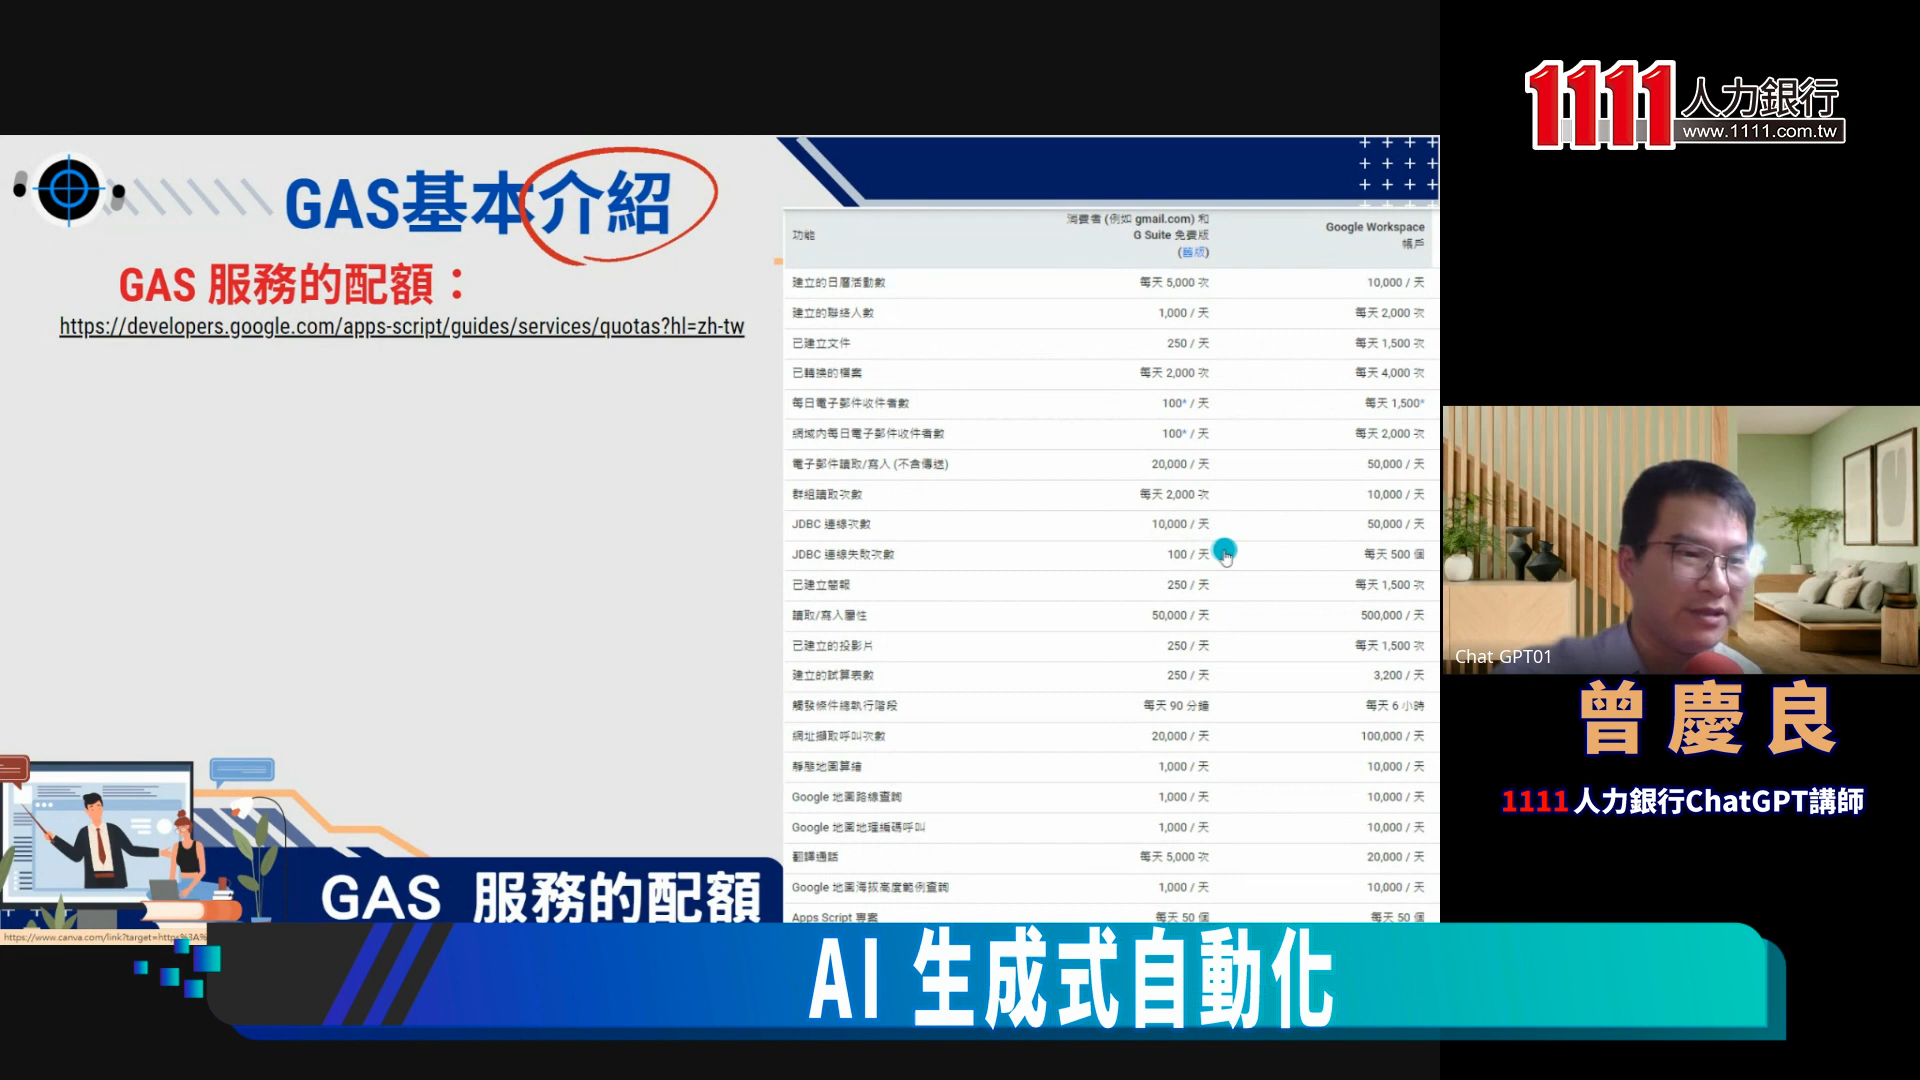 1111人力銀行
www.1111.com.tw
GAS基本介紹
GAS 服務的配額：
https://developers.google.com/apps-script/guides/services/quotas?hl=zh-tw
功能 消費者 (例如 gmail.com) 和 G Suite 免費版 (舊版) Google Workspace 帳戶
建立的日曆活動數 每天 5,000 次 10,000 / 天
建立的聯絡人數 1,000 / 天 每天 2,000 次
已建立文件 250 / 天 每天 1,500 次
已轉換的檔案 每天 2,000 次 每天 4,000 次
每日電子郵件收件者數 100* / 天 每天 1,500*
網域內每日電子郵件收件者數 100* / 天 每天 2,000 次
電子郵件讀取/寫入 (不含傳送) 20,000 / 天 50,000 / 天
群組讀取次數 每天 2,000 次 10,000 / 天
JDBC 連線次數 10,000 / 天 50,000 / 天
JDBC 連線失敗次數 100 / 天 每天 500 個
已建立簡報 250 / 天 每天 1,500 次
讀取/寫入屬性 50,000 / 天 500,000 / 天
已建立的投影片 250 / 天 每天 1,500 次
建立的試算表數 250 / 天 3,200 / 天
觸發條件總執行階段 每天 90 分鐘 每天 6 小時
網址擷取呼叫次數 20,000 / 天 100,000 / 天
靜態地圖算繪 1,000 / 天 10,000 / 天
Google 地圖路線查詢 1,000 / 天 10,000 / 天
Google 地圖地理編碼呼叫 1,000 / 天 10,000 / 天
翻譯通話 每天 5,000 次 20,000 / 天
Google 地圖海拔高度範例查詢 1,000 / 天 10,000 / 天
Apps Script 專案 每天 50 個 每天 50 個
GAS 服務的配額
https://www.canva.com/link?target=https%3A%
Chat GPT01
曾慶良
1111人力銀行ChatGPT講師
AI 生成式自動化